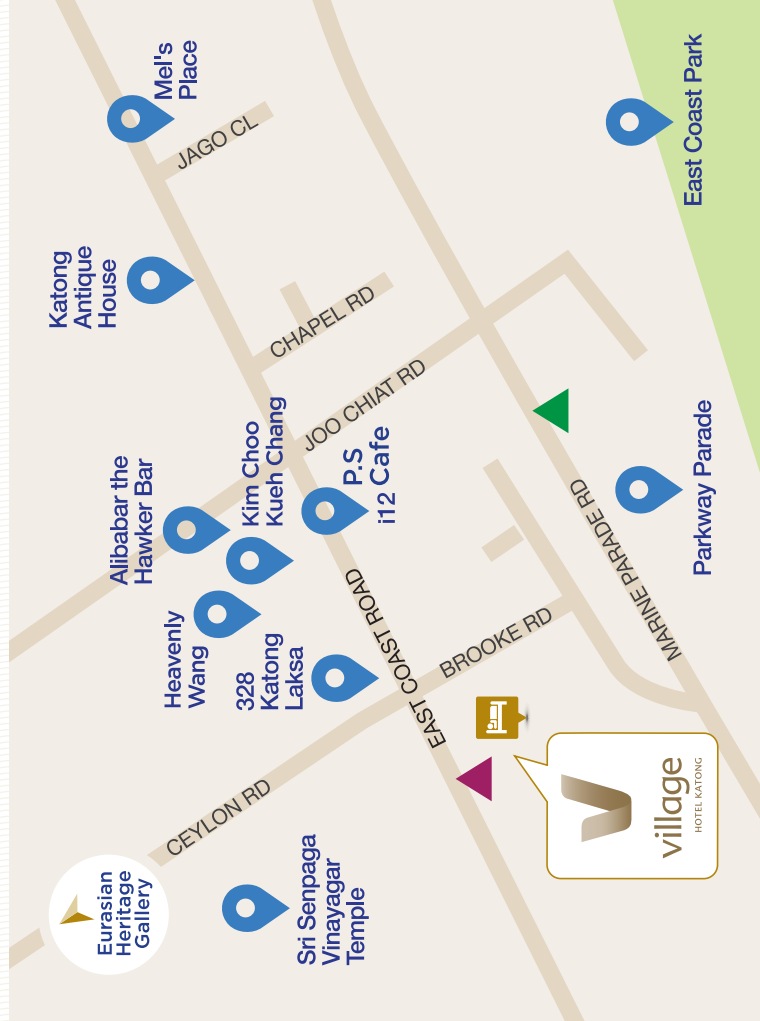 Mel's
Place
JAGO CL
East Coast Park
Katong
Antique
House
CHAPEL RD
JOO CHIAT RD
Alibabar the
Hawker Bar
Kim Choo
Kueh Chang
P.S
Cafe
i12
Parkway Parade
MARINE PARADE RD
Heavenly
Wang
328
Katong
Laksa
EAST COAST ROAD
BROOKE RD
CEYLON RD
village
HOTEL KATONG
Eurasian
Heritage
Gallery
Sri Senpaga
Vinayagar
Temple